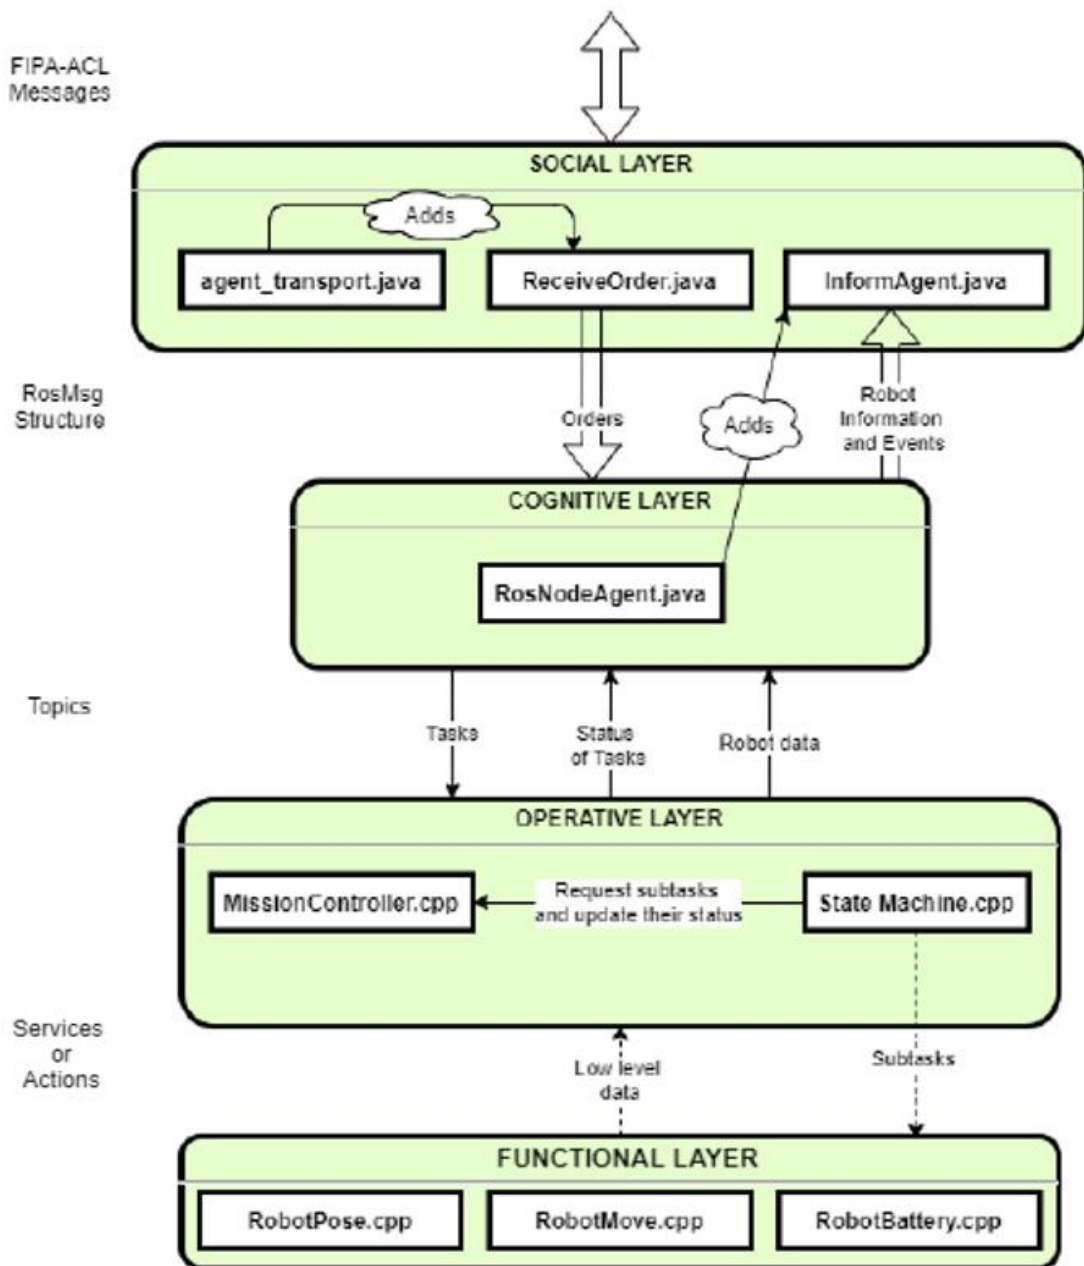 FIPA-ACL
Messages
SOCIAL LAYER
Adds
agent_transport.java
ReceiveOrder.java
InformAgent.java
RosMsg
Structure
Orders
Adds
Robot
Information
and Events
COGNITIVE LAYER
RosNodeAgent.java
Topics
Tasks
Status
of Tasks
Robot data
OPERATIVE LAYER
MissionController.cpp
Request subtasks
and update their status
State Machine.cpp
Services
or
Actions
Low level
data
Subtasks
FUNCTIONAL LAYER
RobotPose.cpp
RobotMove.cpp
RobotBattery.cpp